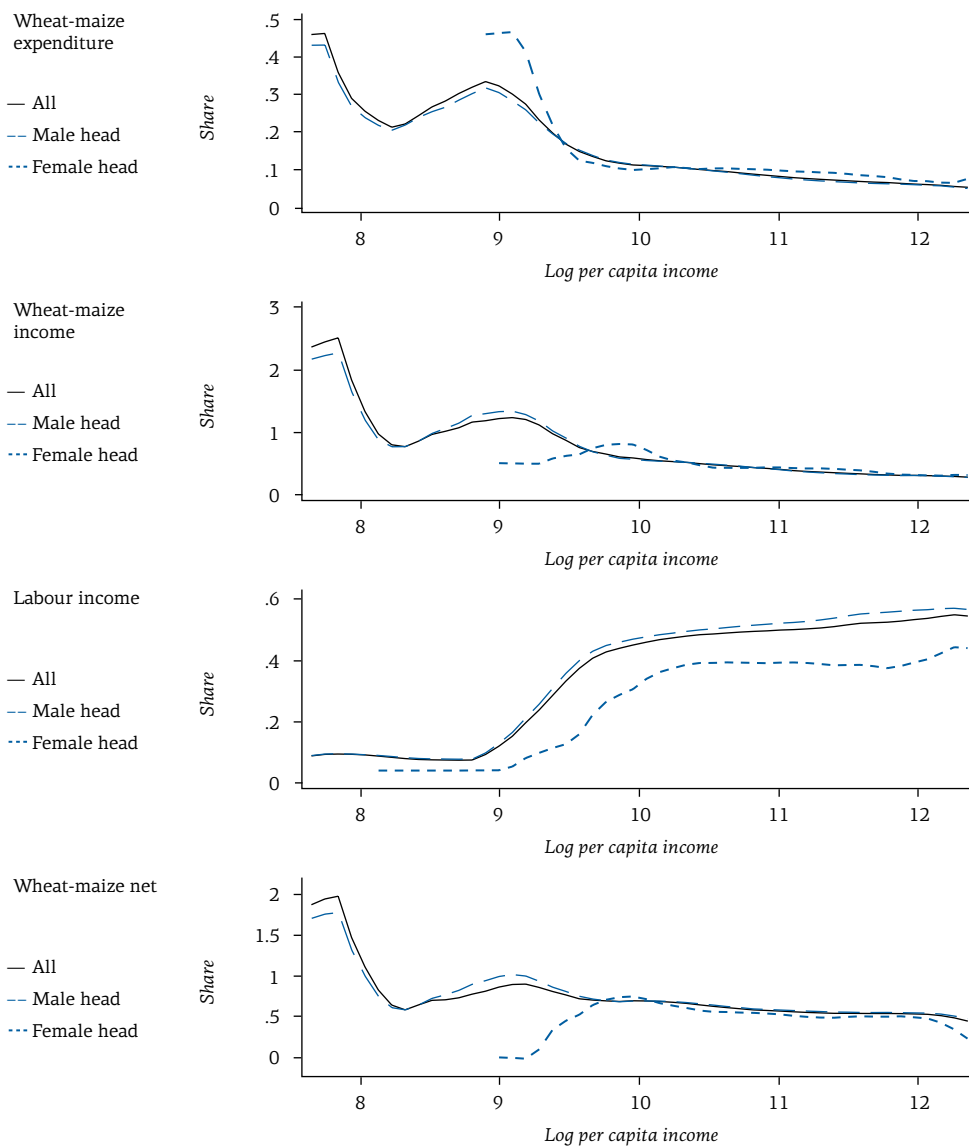 Wheat-maize
expenditure
— All
-- Male head
--- Female head
Share
.5
.4
.3
.2
.1
0
8 9 10 11 12
Log per capita income
Wheat-maize
income
— All
-- Male head
--- Female head
Share
3
2
1
0
8 9 10 11 12
Log per capita income
Labour income
— All
-- Male head
--- Female head
Share
.6
.4
.2
0
8 9 10 11 12
Log per capita income
Wheat-maize net
— All
-- Male head
--- Female head
Share
2
1.5
1
.5
0
8 9 10 11 12
Log per capita income